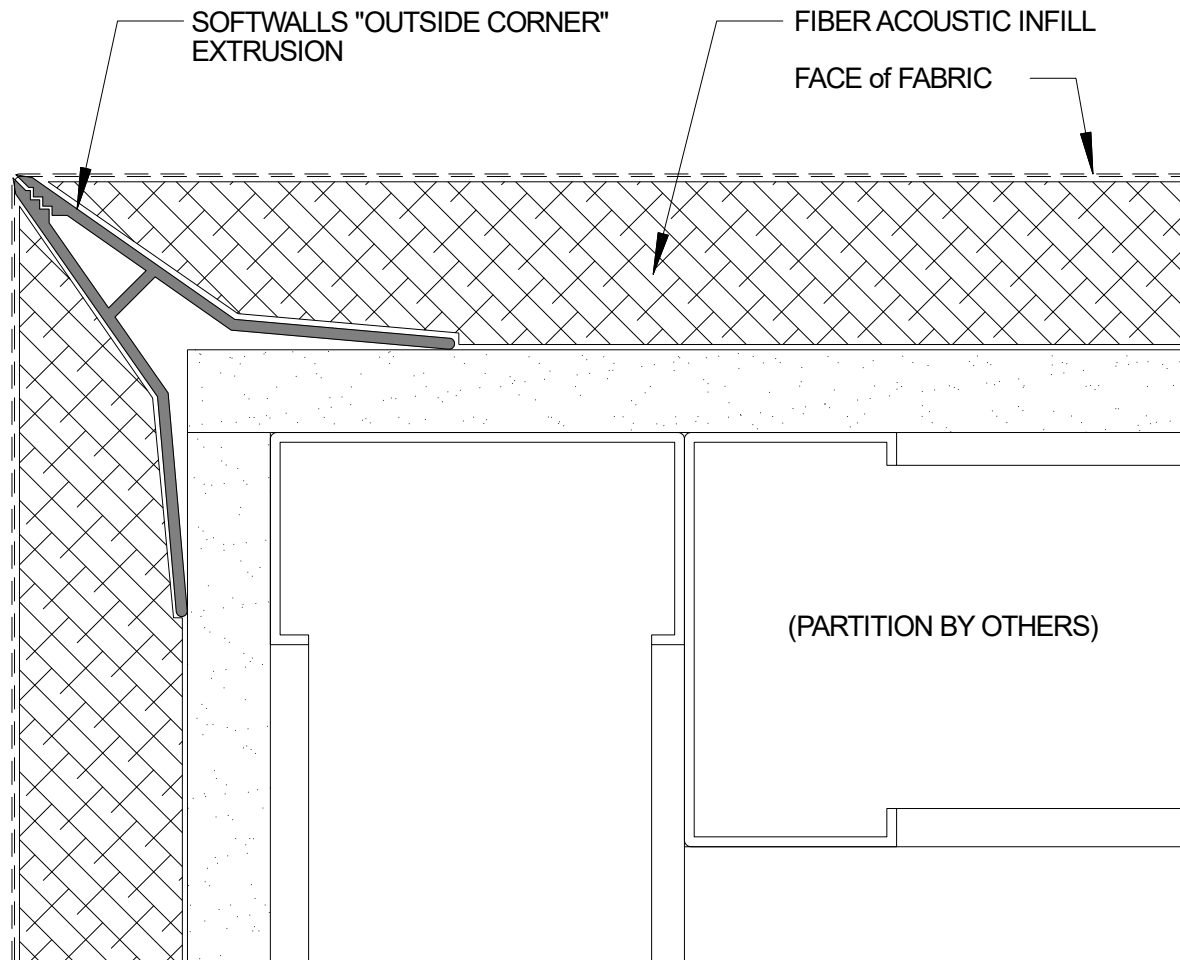 SOFTWALLS "OUTSIDE CORNER"
EXTRUSION
FIBER ACOUSTIC INFILL
FACE of FABRIC
(PARTITION BY OTHERS)